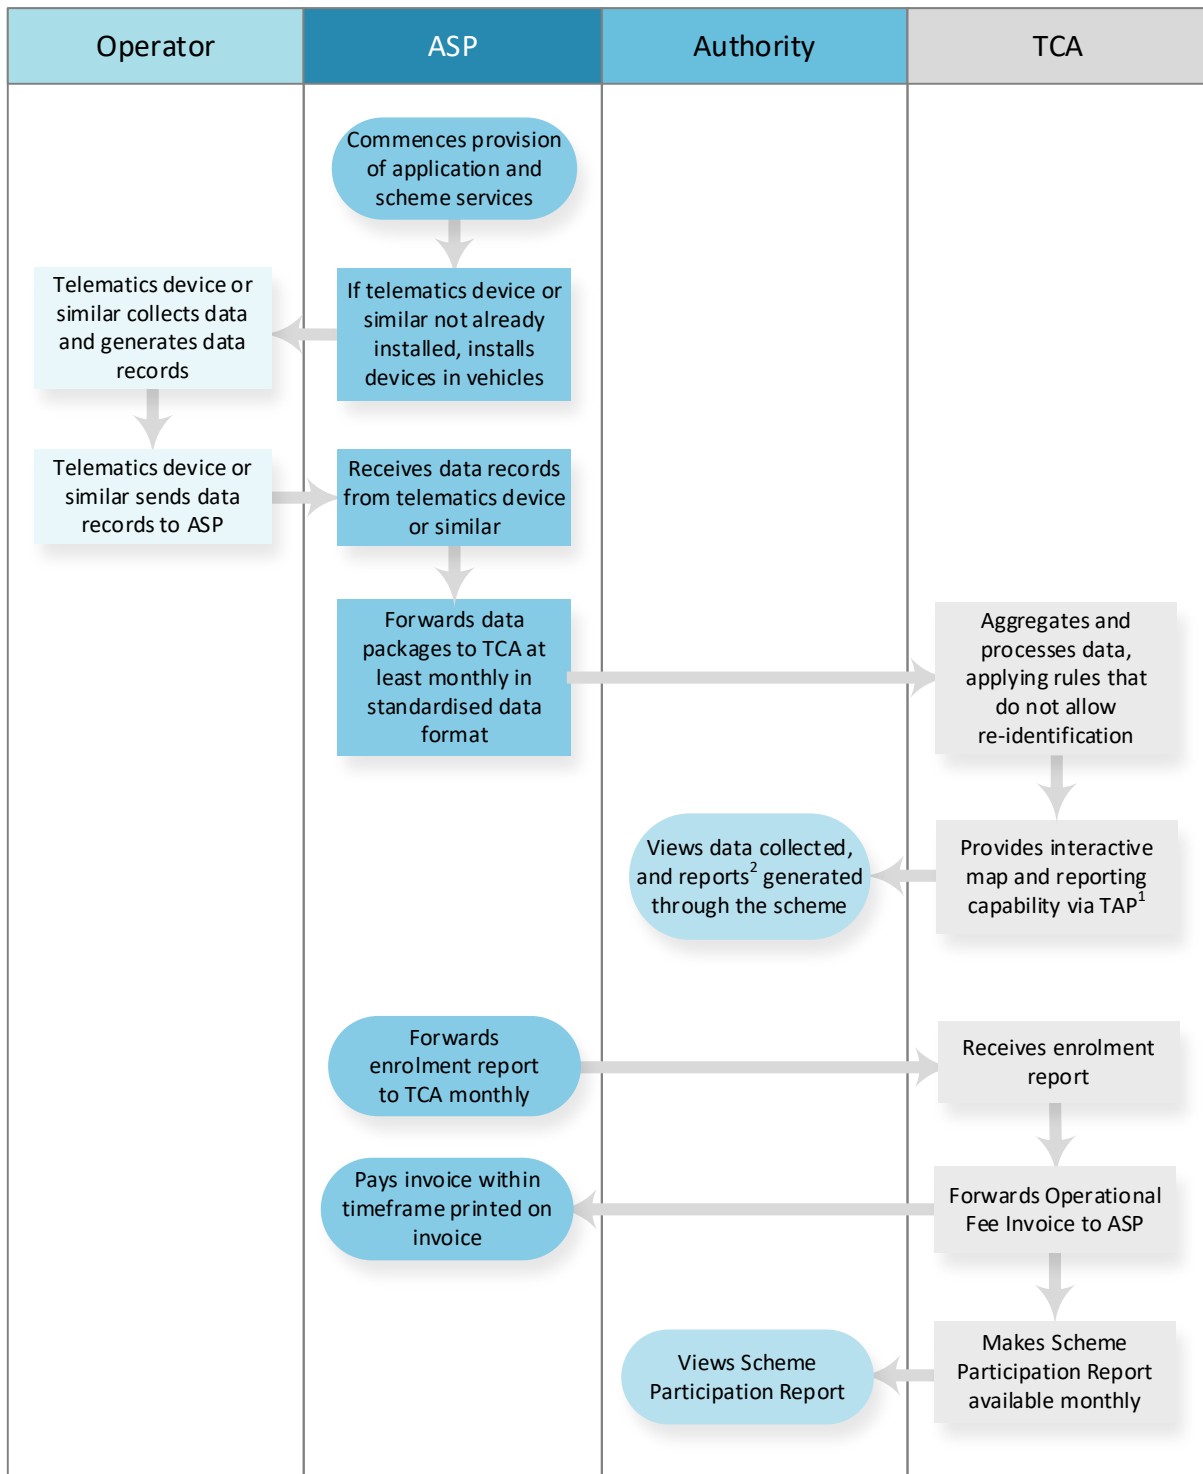 Operator
ASP
Authority
TCA
Commences provision
of application and
scheme services
Telematics device or
similar collects data
and generates data
records
If telematics device or
similar not already
installed, installs
devices in vehicles
Telematics device or
similar sends data
records to ASP
Receives data records
from telematics device
or similar
Forwards data
packages to TCA at
least monthly in
standardised data
format
Aggregates and
processes data,
applying rules that
do not allow
re-identification
Views data collected,
and reports² generated
through the scheme
Provides interactive
map and reporting
capability via TAP¹
Forwards
enrolment report
to TCA monthly
Receives enrolment
report
Pays invoice within
timeframe printed on
invoice
Forwards Operational
Fee Invoice to ASP
Views Scheme
Participation Report
Makes Scheme
Participation Report
available monthly